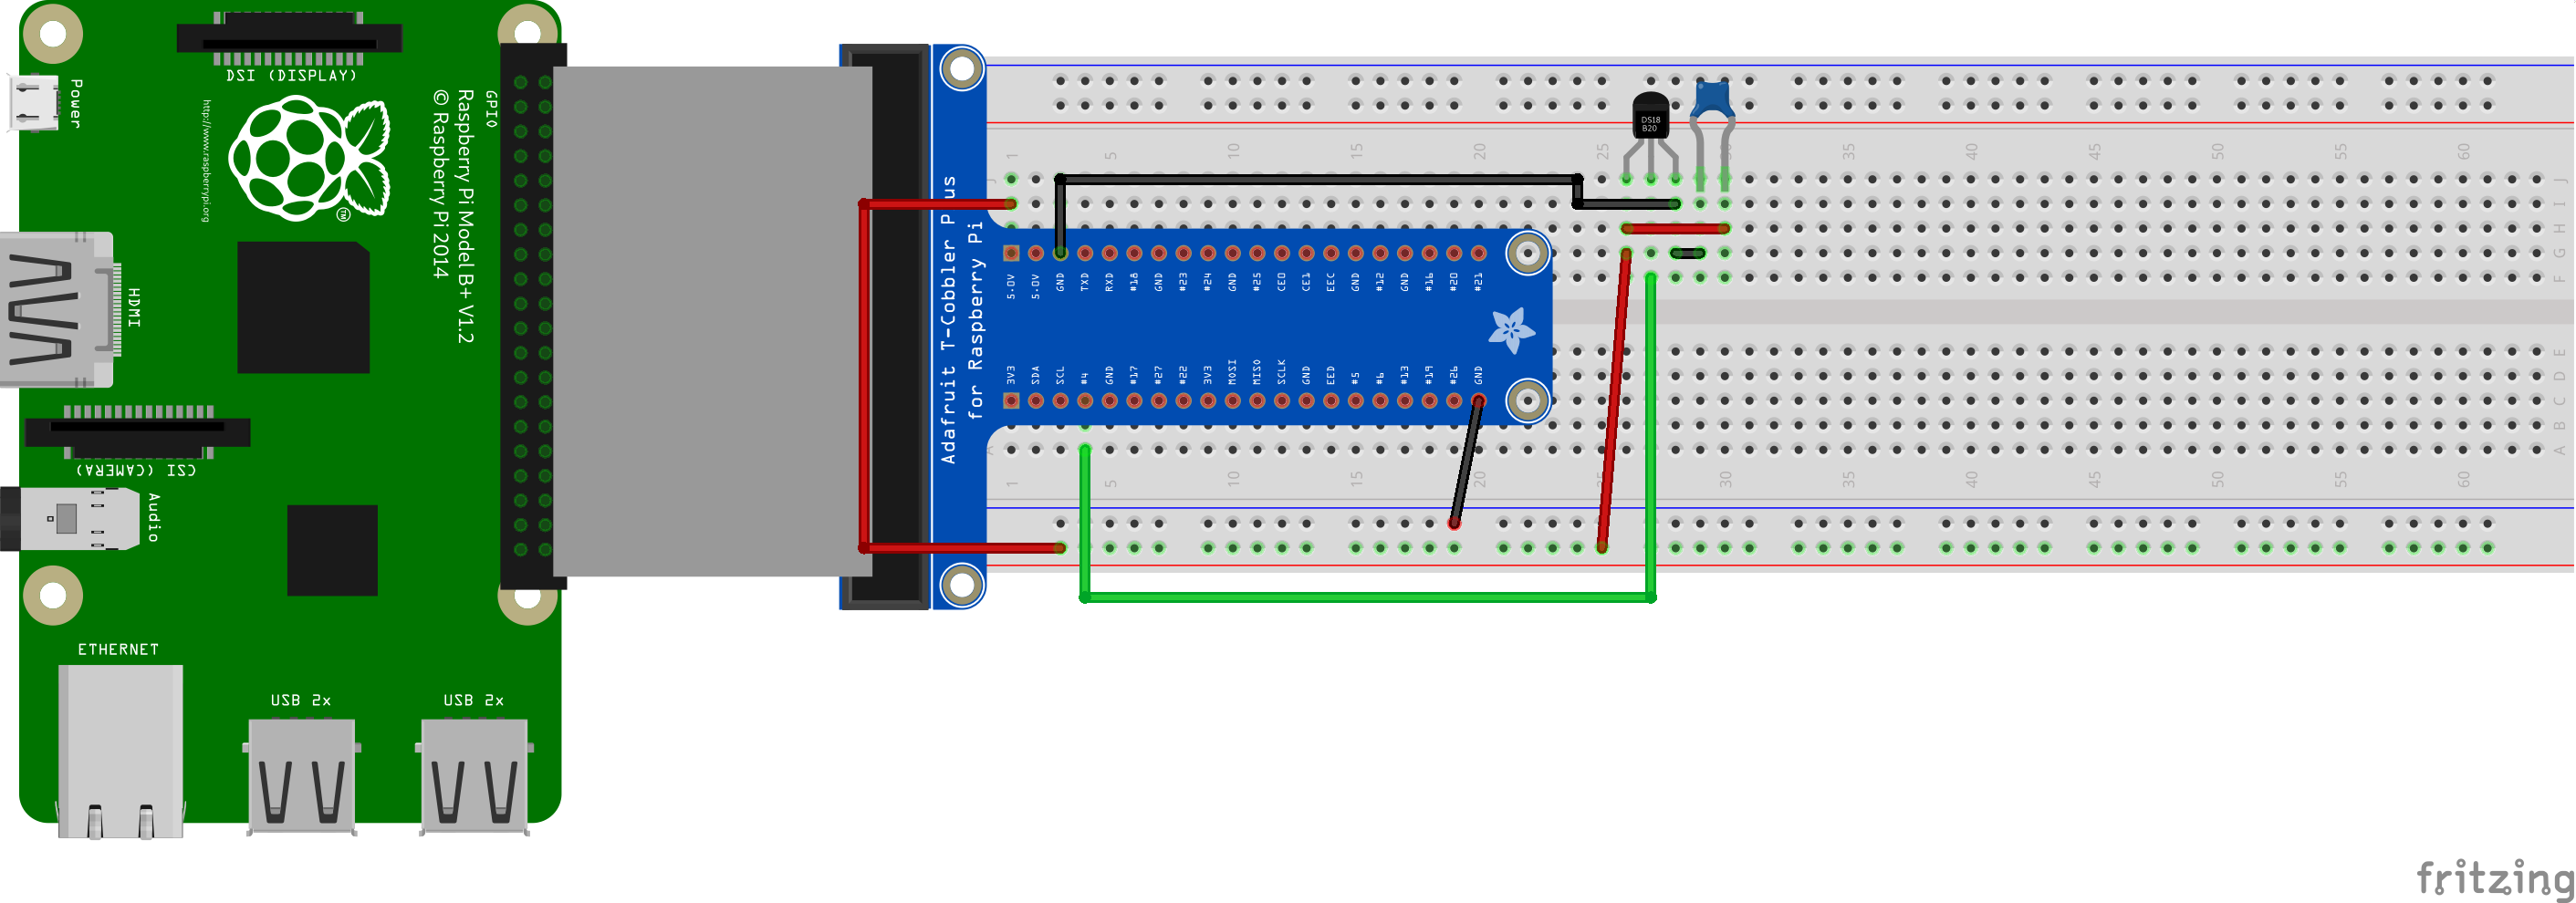 DSI (DISPLAY)
Power
http://www.raspberrypi.org
TM
GPIO
Raspberry Pi Model B+ V1.2
© Raspberry Pi 2014
HDMI
CSI (CAMERA)
Audio
ETHERNET
USB 2x
USB 2x
Adafruit T-Cobbler Plus
for Raspberry Pi
5.0V 5.0V GND TXD RXD #18 GND #23 #24 GND #25 CE0 CE1 EEC GND #12 GND #16 #20 #21
3V3 SDA SCL #4 GND #17 #27 #22 3V3 MOSI MISO SCLK GND EED #5 #6 #13 #19 #26 GND
DS18
B20
1 5 10 15 20 25 30 35 40 45 50 55 60
J
I
H
G
F
E
D
C
B
A
1 5 10 15 20 25 30 35 40 45 50 55 60
fritzing